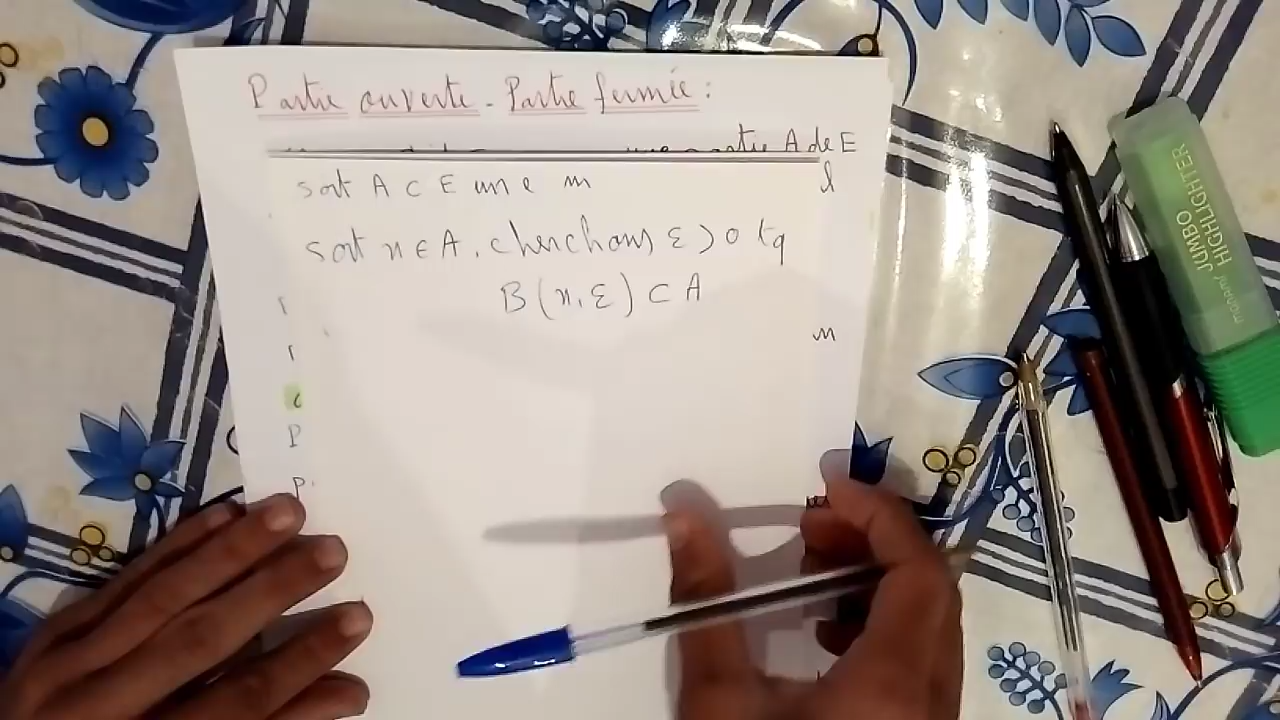 Partie ouverte - Partie fermée :
une partie A de E
soit A ⊂ E une m
l
soit x ∈ A, cherchons ε > 0 tq
B(x, ε) ⊂ A
m
P
P
JUMBO
HIGHLIGHTER